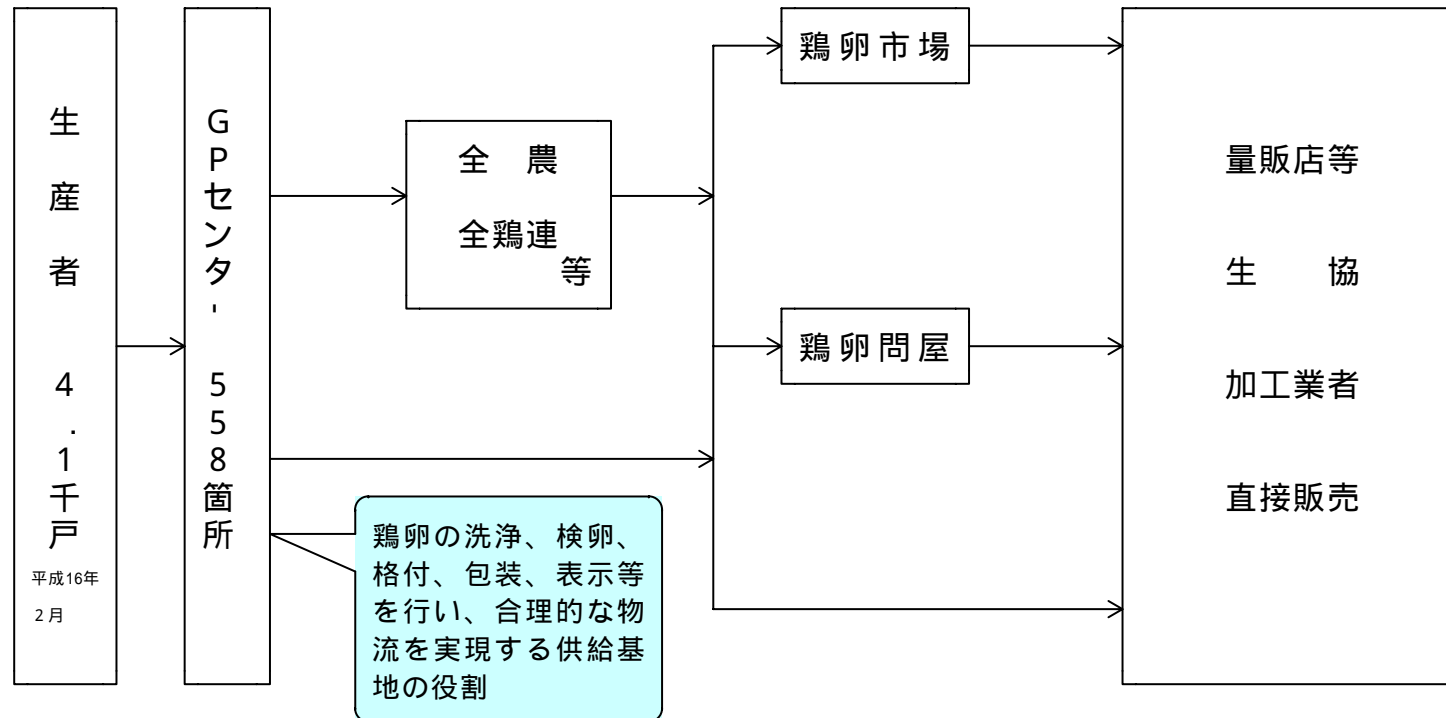 生産者 4.1千戸
平成16年
2月
GPセンタ- 558箇所
全 農
全鶏連
等
鶏卵市場
鶏卵問屋
量販店等
生 協
加工業者
直接販売
鶏卵の洗浄、検卵、
格付、包装、表示等
を行い、合理的な物
流を実現する供給基
地の役割